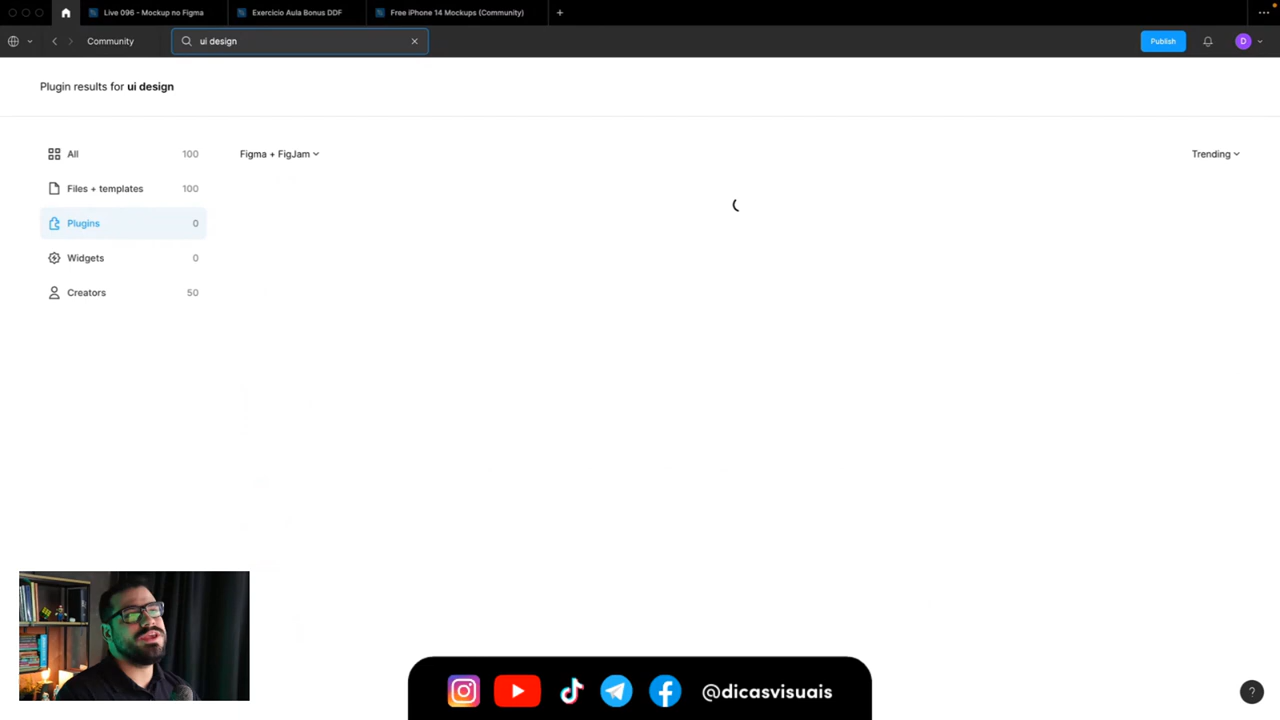 Live 096 - Mockup no Figma
Exercício Aula Bonus DDF
Free iPhone 14 Mockups (Community)
Community
ui design
Publish
D
Plugin results for ui design
All 100
Figma + FigJam
Trending
Files + templates 100
Plugins 0
Widgets 0
Creators 50
@dicasvisuais
?